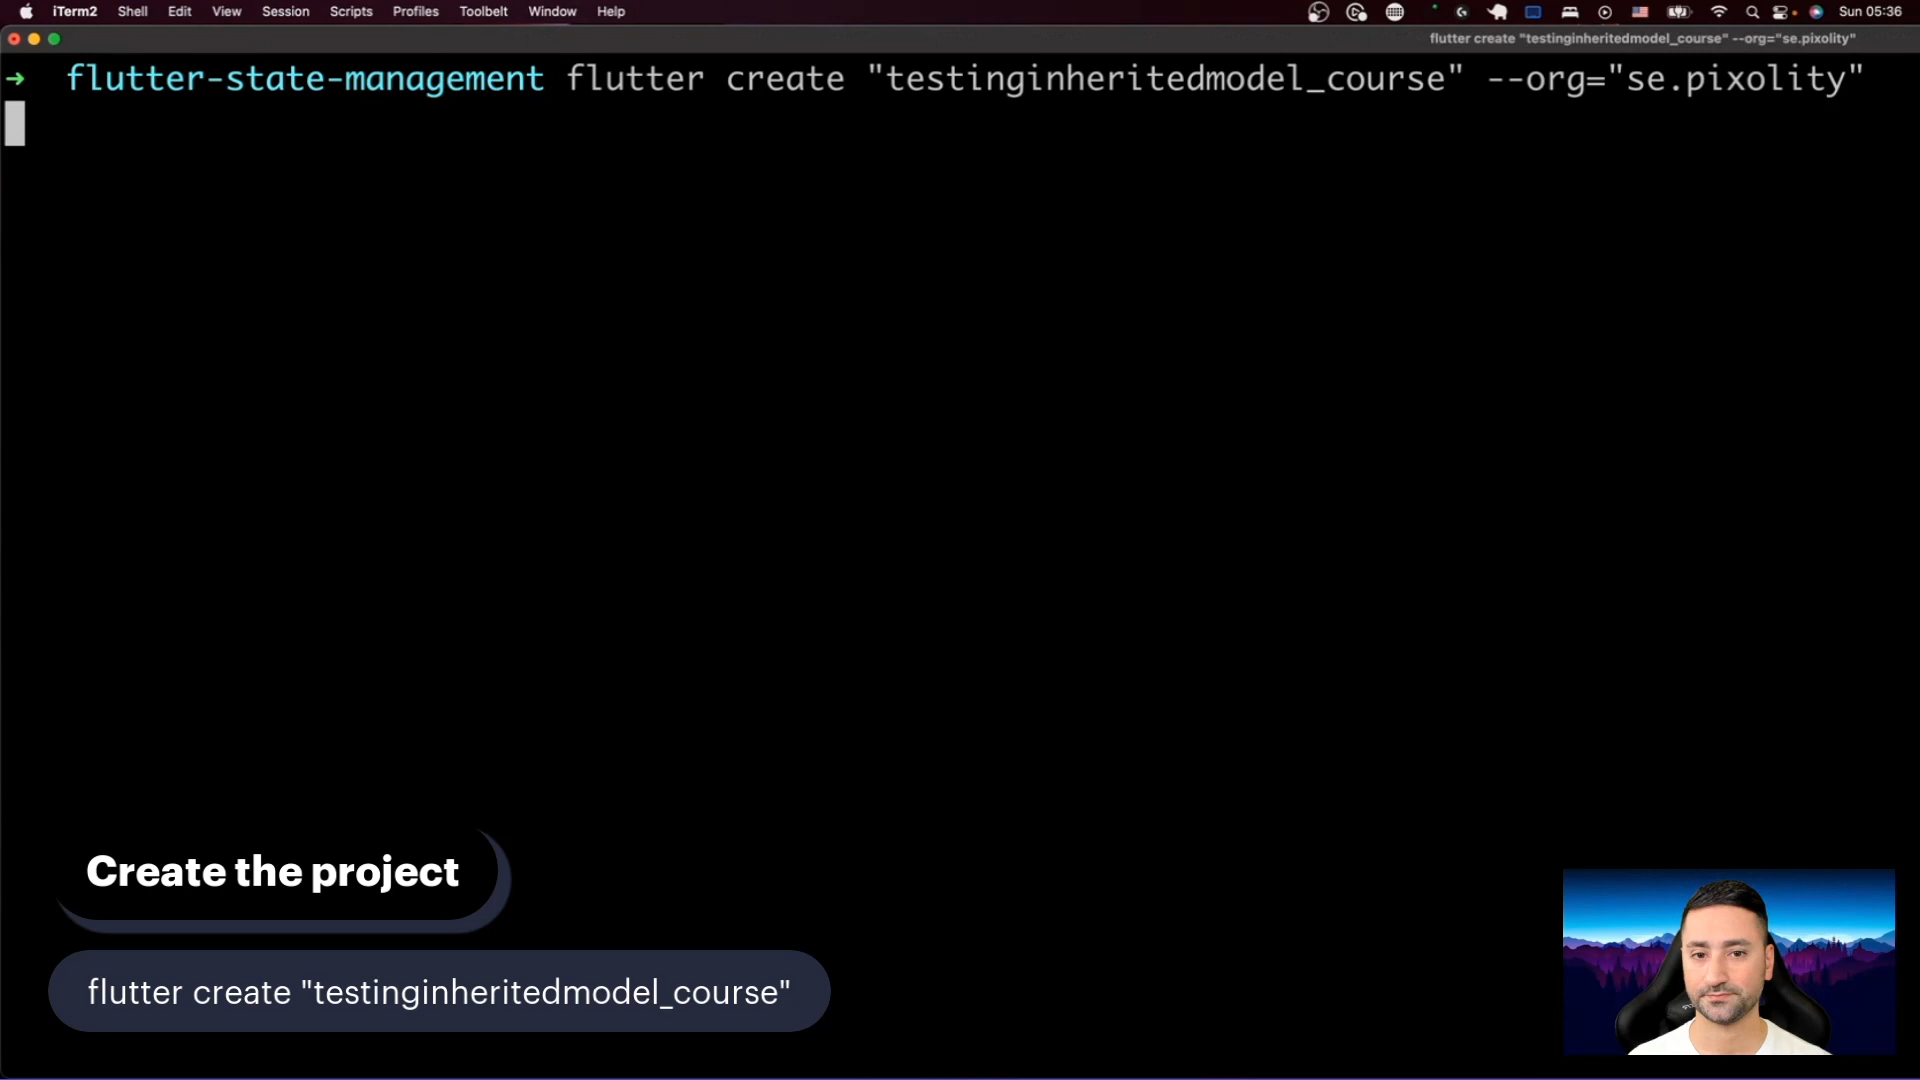 iTerm2 Shell Edit View Session Scripts Profiles Toolbelt Window Help Sun 05:36
flutter create "testinginheritedmodel_course" --org="se.pixolity"
→ flutter-state-management flutter create "testinginheritedmodel_course" --org="se.pixolity"
Create the project
flutter create "testinginheritedmodel_course"